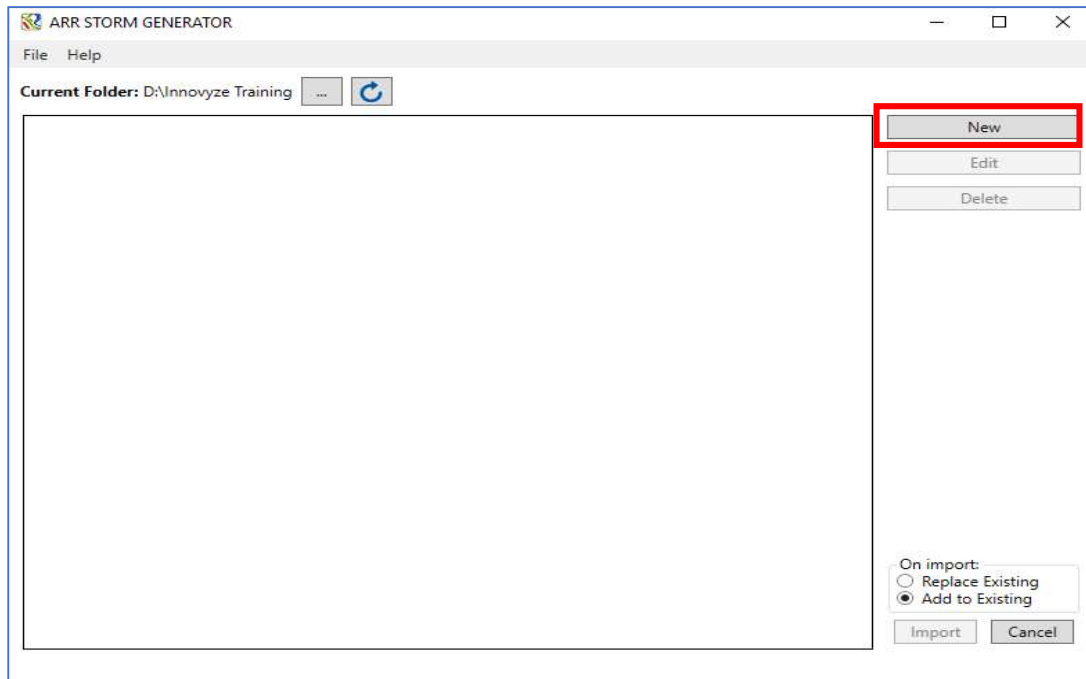 ARR STORM GENERATOR
File Help
Current Folder: D:\Innovyze Training ...
New
Edit
Delete
On import:
Replace Existing
Add to Existing
Import Cancel